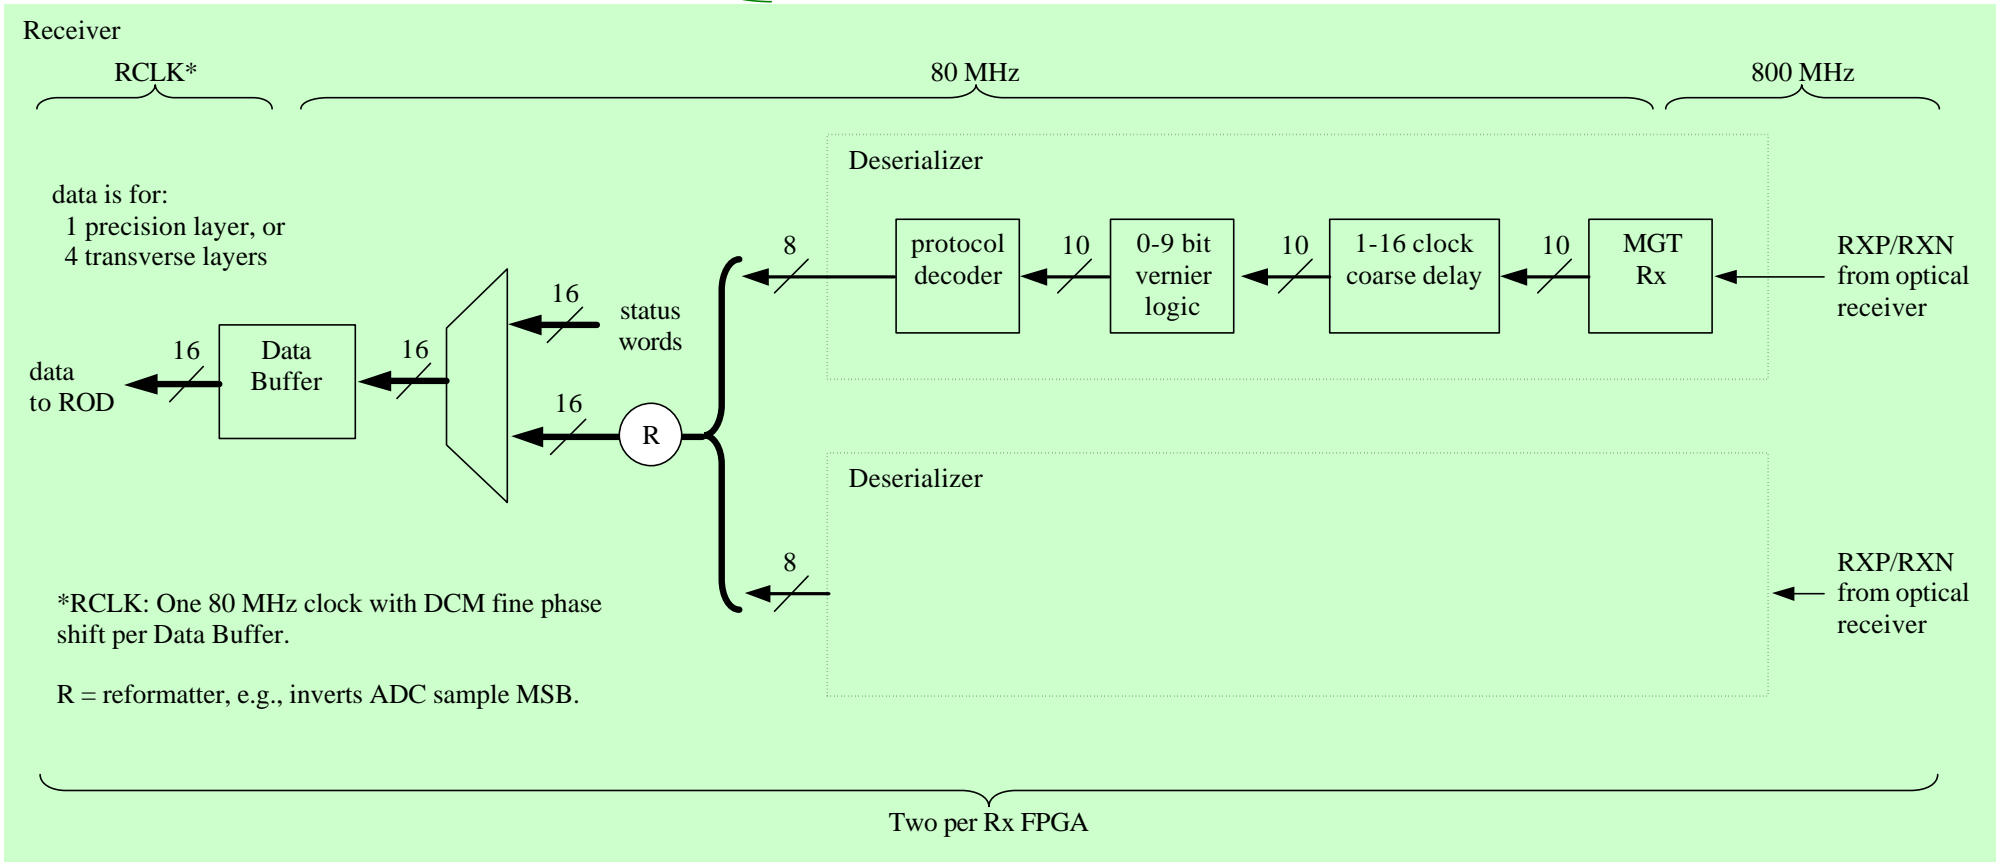 Receiver
RCLK*
80 MHz
800 MHz
Deserializer
data is for:
1 precision layer, or
4 transverse layers
8
protocol
decoder
10
0-9 bit
vernier
logic
10
1-16 clock
coarse delay
10
MGT
Rx
RXP/RXN
from optical
receiver
16
status
words
data
to ROD
16
Data
Buffer
16
16
R
Deserializer
8
RXP/RXN
from optical
receiver
*RCLK: One 80 MHz clock with DCM fine phase
shift per Data Buffer.
R = reformatter, e.g., inverts ADC sample MSB.
Two per Rx FPGA